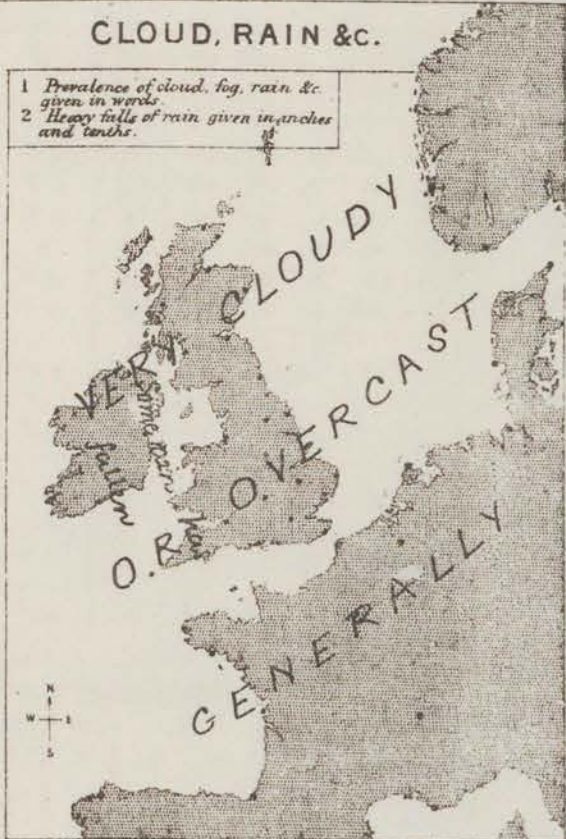 CLOUD, RAIN &c.
1 Prevalence of cloud, fog, rain &c.
given in words.
2 Heavy falls of rain given in inches
and tenths.
VERY CLOUDY
OR OVERCAST
GENERALLY
Some rain has
fallen
N
W E
S